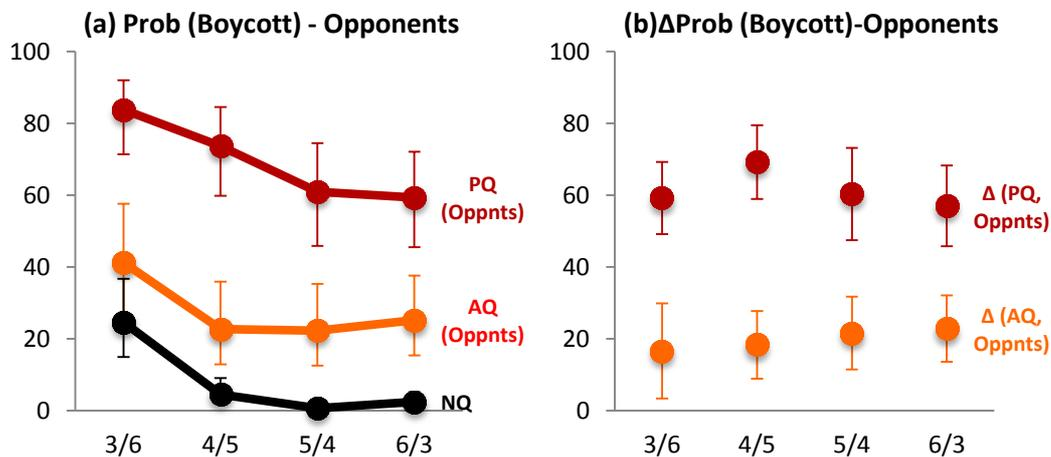 (a) Prob (Boycott) - Opponents
100
80
60
40
20
0
3/6 4/5 5/4 6/3
PQ
(Oppnts)
AQ
(Oppnts)
NQ
(b)ΔProb (Boycott)-Opponents
100
80
60
40
20
0
3/6 4/5 5/4 6/3
Δ (PQ,
Oppnts)
Δ (AQ,
Oppnts)